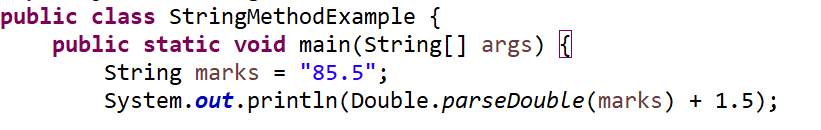 public class StringMethodExample {
    public static void main(String[] args) {
        String marks = "85.5";
        System.out.println(Double.parseDouble(marks) + 1.5);